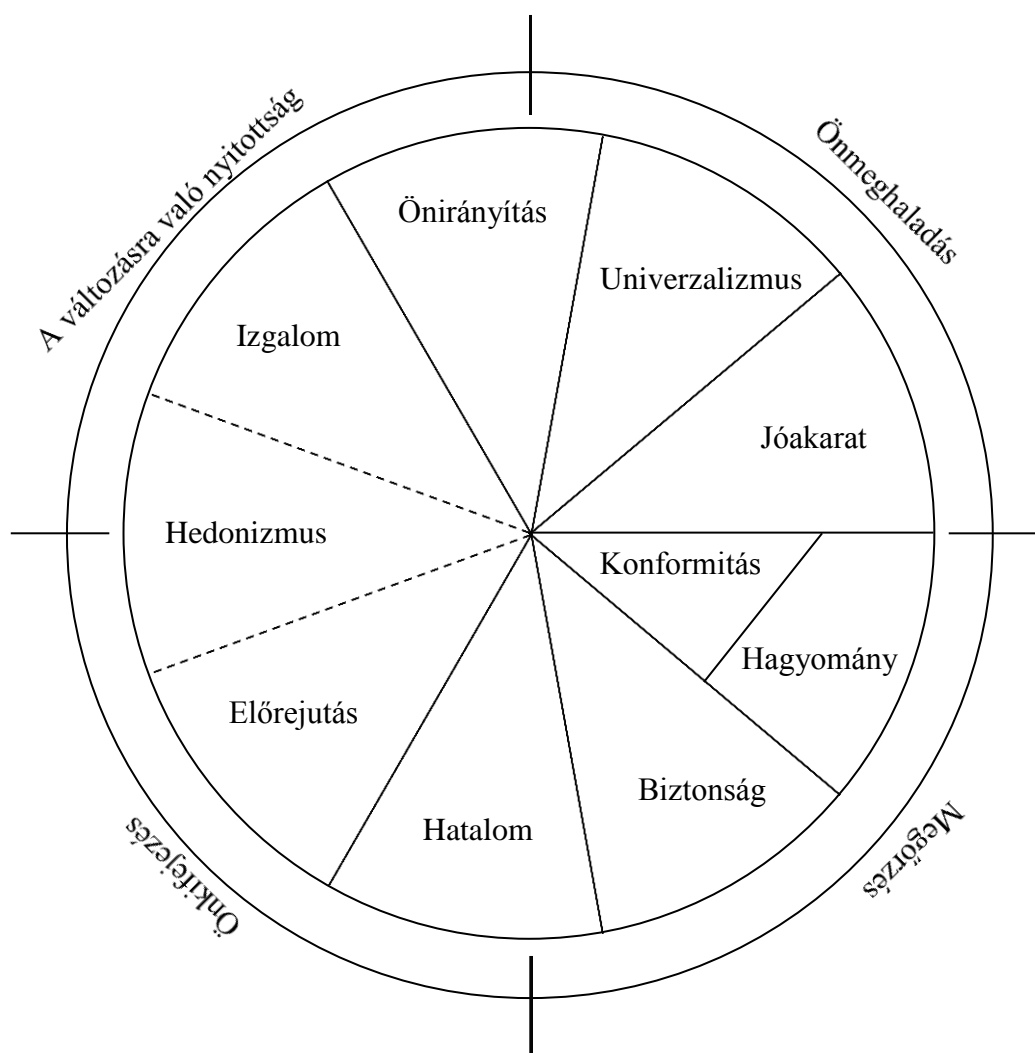 A változásra való nyitottság
Önmeghaladás
Önirányítás
Univerzalizmus
Izgalom
Jóakarat
Hedonizmus
Konformitás
Hagyomány
Előrejutás
Biztonság
Hatalom
Önkifejezés
Megőrzés